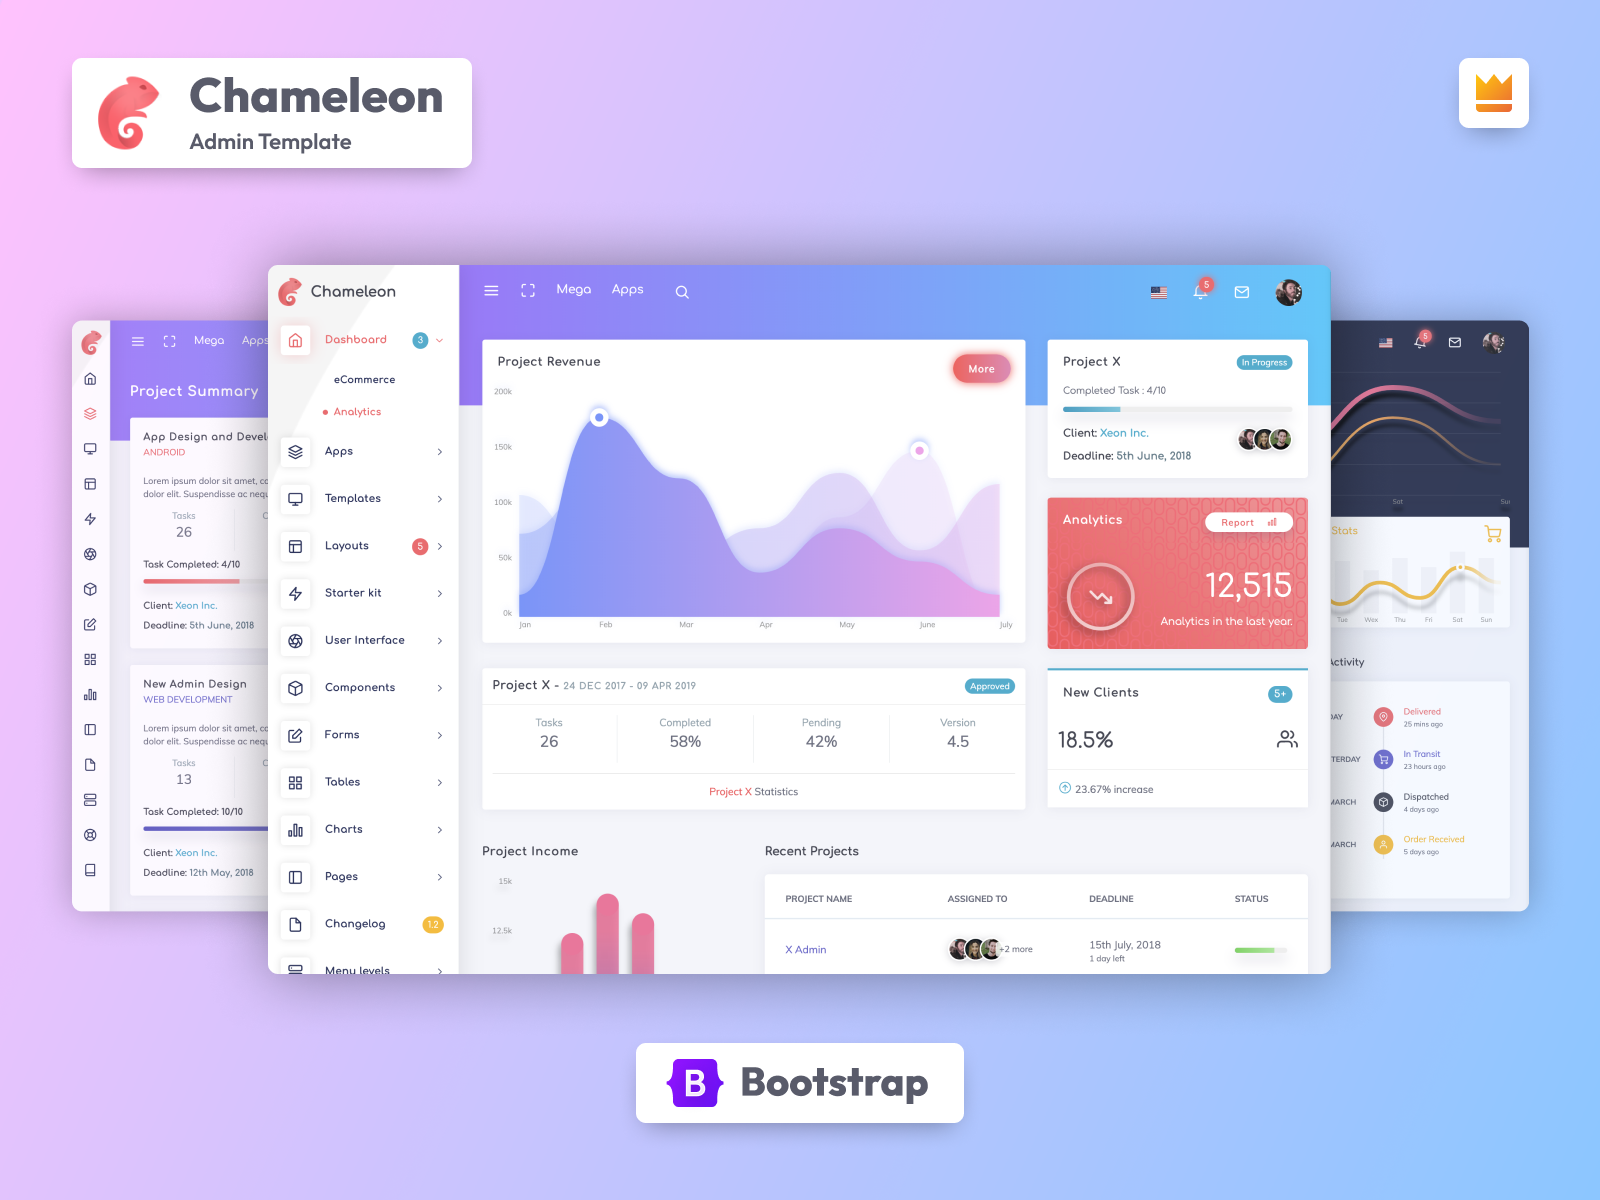 Chameleon
Admin Template
Chameleon
Mega
Apps
5
Dashboard
3
eCommerce
Analytics
Apps
Templates
Layouts
5
Starter kit
User Interface
Components
Forms
Tables
Charts
Pages
Changelog
1.2
Menu levels
Project Revenue
More
200k
150k
100k
50k
0k
Jan Feb Mar Apr May June July
Project X
In Progress
Completed Task : 4/10
Client: Xeon Inc.
Deadline: 5th June, 2018
Analytics
Report
12,515
Analytics in the last year.
Project X - 24 DEC 2017 - 09 APR 2019
Approved
Tasks Completed Pending Version
26 58% 42% 4.5
Project X Statistics
New Clients
5+
18.5%
23.67% increase
Project Income
15k
12.5k
Recent Projects
PROJECT NAME ASSIGNED TO DEADLINE STATUS
X Admin +2 more 15th July, 2018
1 day left
Mega
Apps
Project Summary
App Design and Devel
ANDROID
Lorem ipsum dolor sit amet, co
dolor elit. Suspendisse ac nequ
Tasks
26
Task Completed: 4/10
Client: Xeon Inc.
Deadline: 5th June, 2018
New Admin Design
WEB DEVELOPMENT
Lorem ipsum dolor sit amet, co
dolor elit. Suspendisse ac nequ
Tasks
13
Task Completed: 10/10
Client: Xeon Inc.
Deadline: 12th May, 2018
5
Sat
Stats
Tue Wex Thu Fri Sat Sun
Activity
DAY
Delivered
25 mins ago
TERDAY
In Transit
23 hours ago
MARCH
Dispatched
4 days ago
MARCH
Order Received
5 days ago
B Bootstrap